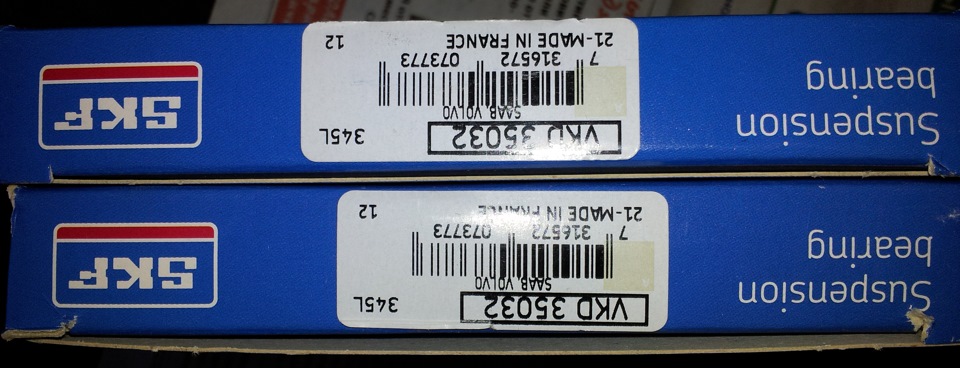 Suspension
bearing
VKD 35032
345L
SAAB, VOLVO
7 316572 073773
21-MADE IN FRANCE 12
SKF
Suspension
bearing
VKD 35032
345L
SAAB, VOLVO
7 316572 073773
21-MADE IN FRANCE 12
SKF